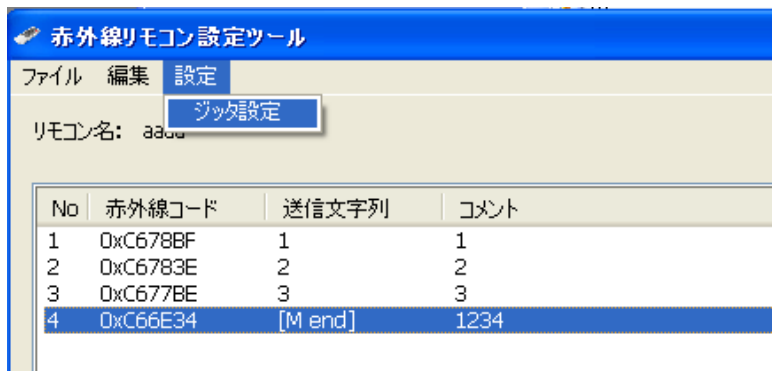 赤外線リモコン設定ツール
ファイル 編集 設定
ジッタ設定
リモコン名: aaaa
No 赤外線コード 送信文字列 コメント
1 0xC678BF 1 1
2 0xC6783E 2 2
3 0xC677BE 3 3
4 0xC66E34 [M end] 1234